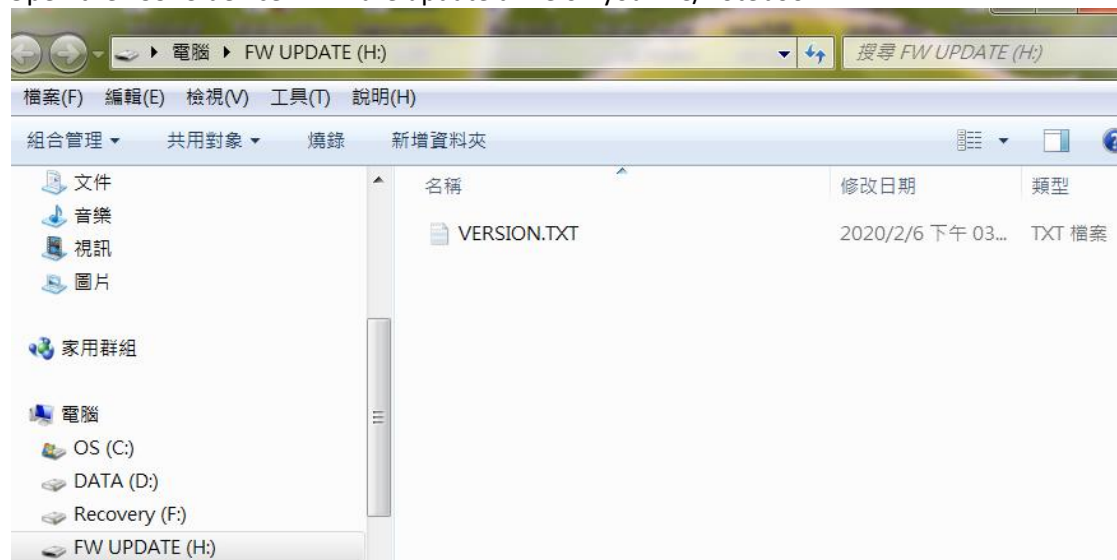 電腦 ▸ FW UPDATE (H:)
搜尋 FW UPDATE (H:)
檔案(F) 編輯(E) 檢視(V) 工具(T) 說明(H)
組合管理 共用對象 燒錄 新增資料夾
名稱 修改日期 類型
VERSION.TXT 2020/2/6 下午 03... TXT 檔案
文件
音樂
視訊
圖片
家用群組
電腦
OS (C:)
DATA (D:)
Recovery (F:)
FW UPDATE (H:)